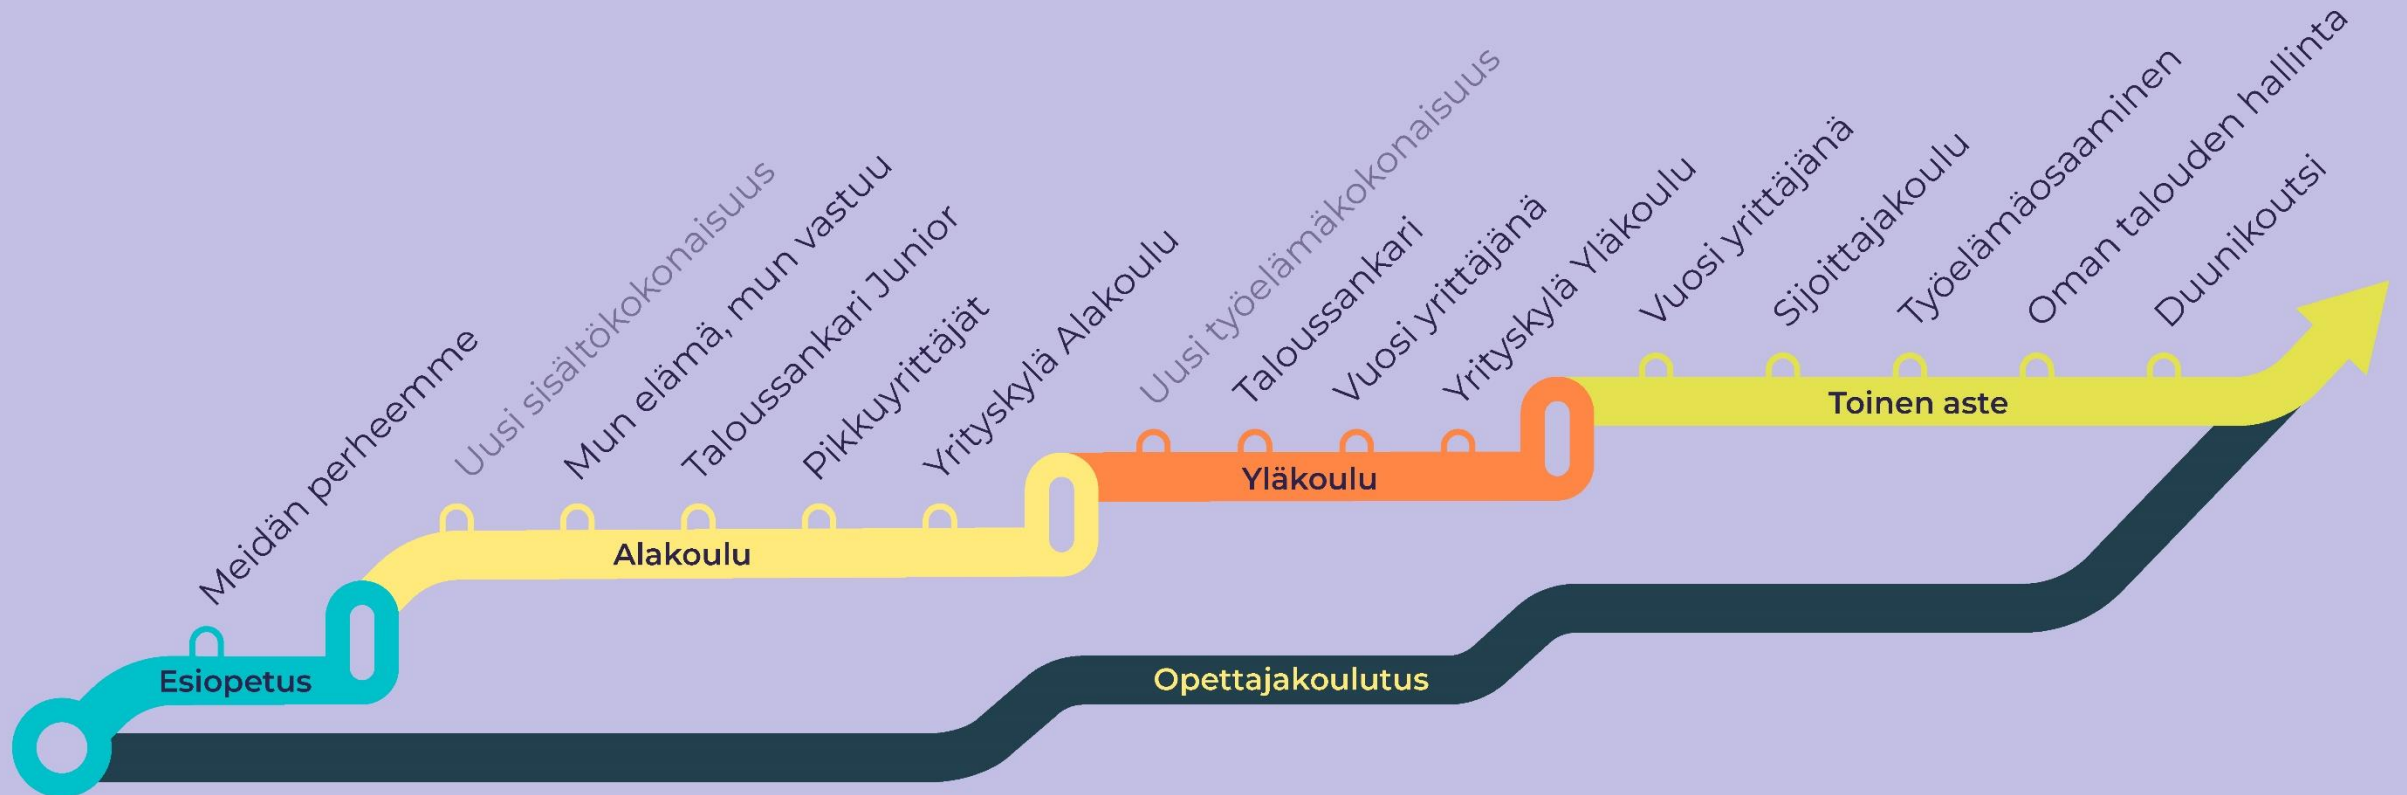 Meidän perheemme
Esiopetus
Uusi sisältökokonaisuus
Mun elämä, mun vastuu
Taloussankari Junior
Pikkuyrittäjät
Yrityskylä Alakoulu
Alakoulu
Uusi työelämäkokonaisuus
Taloussankari
Vuosi yrittäjänä
Yrityskylä Yläkoulu
Yläkoulu
Vuosi yrittäjänä
Sijoittajakoulu
Työelämäosaaminen
Oman talouden hallinta
Duunikoutsi
Toinen aste
Opettajakoulutus